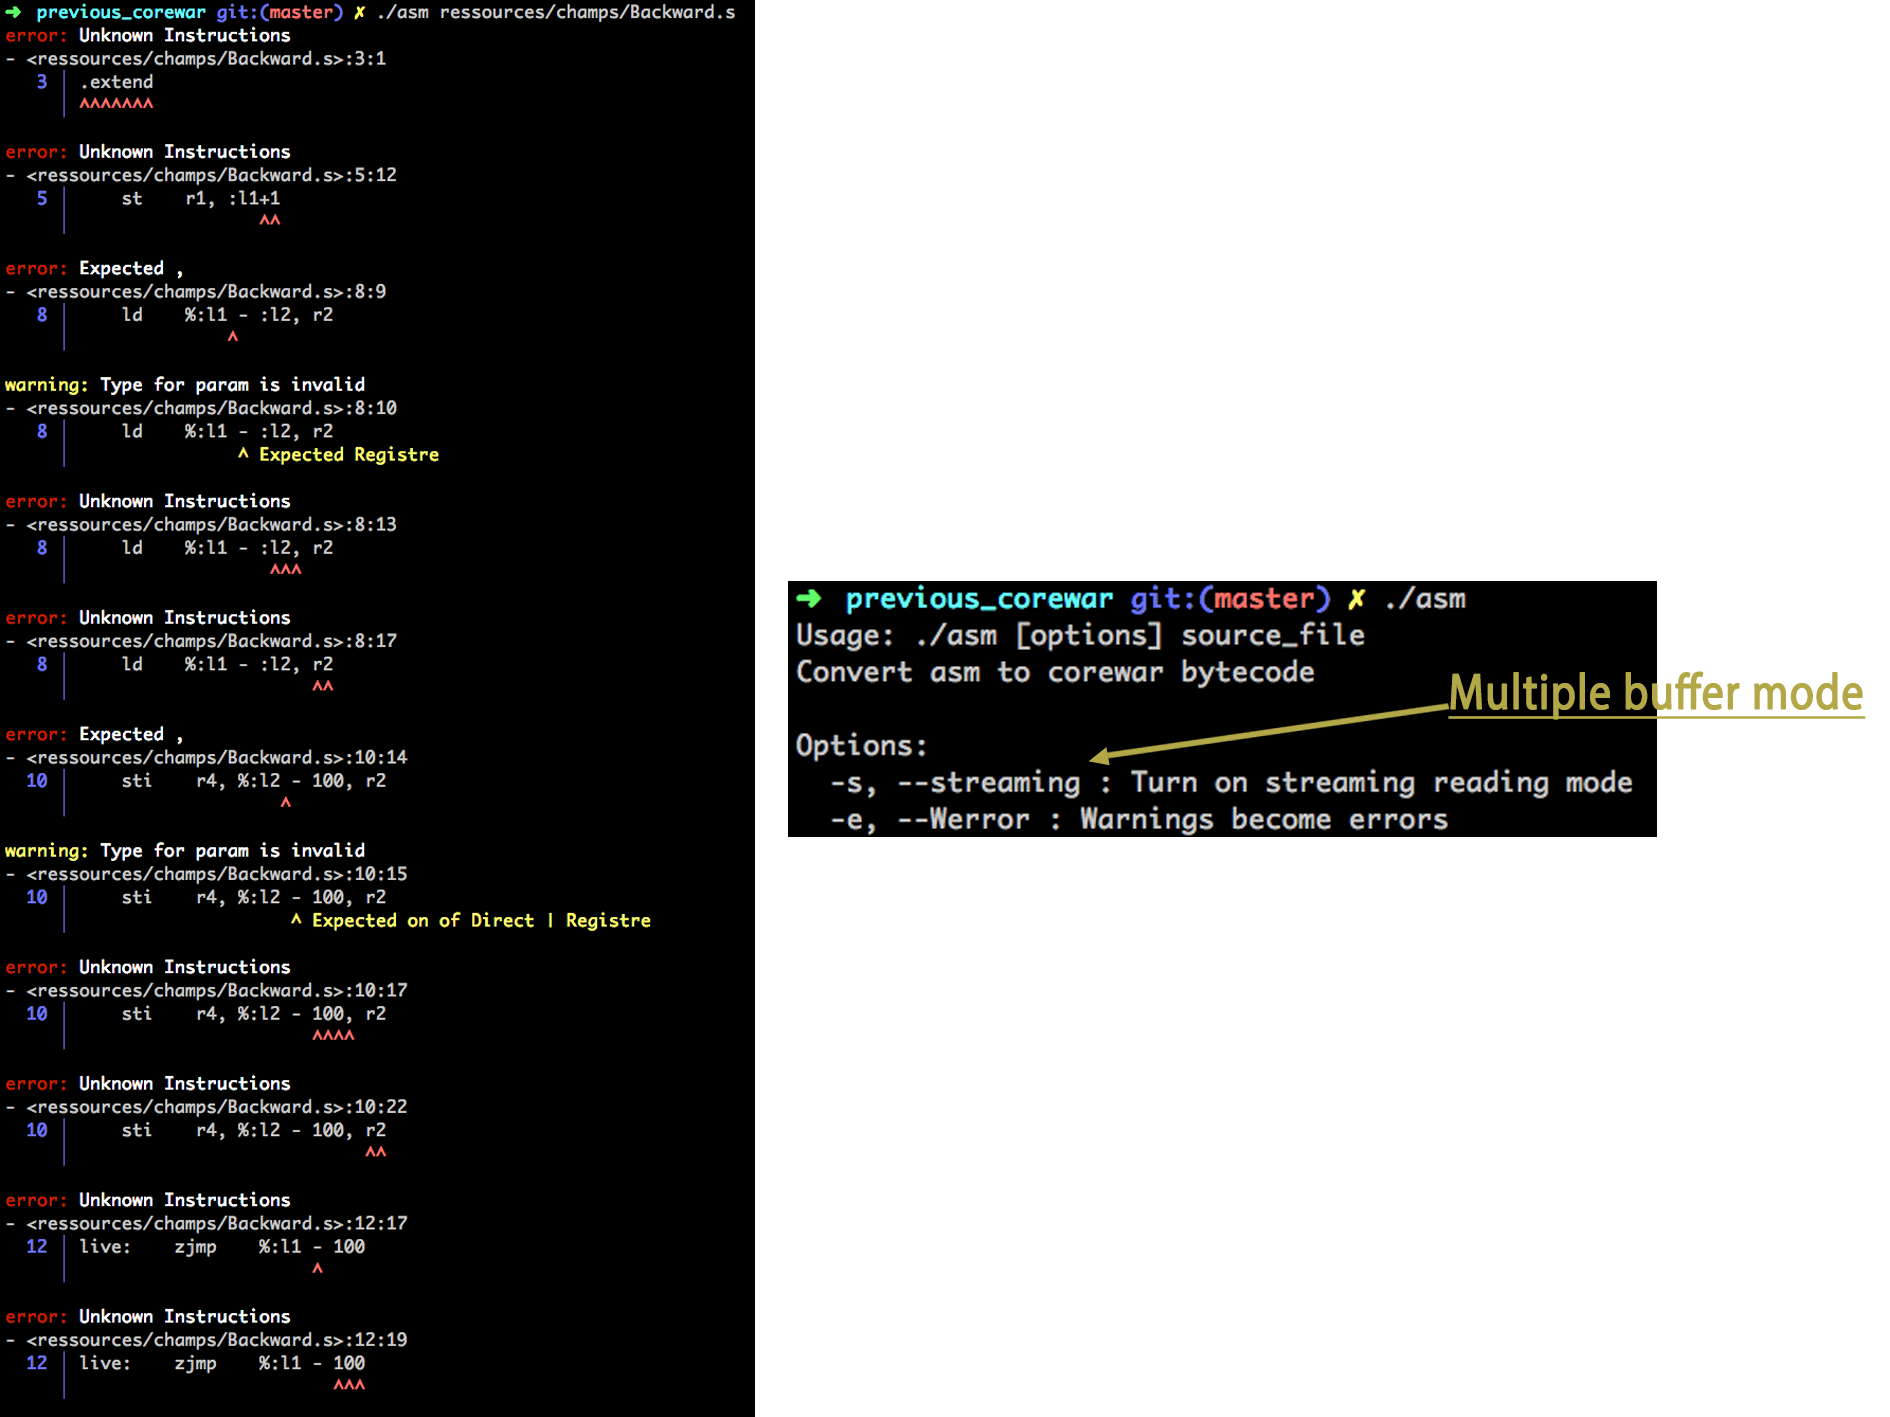 ➜  previous_corewar git:(master) ✗ ./asm ressources/champs/Backward.s
error: Unknown Instructions
- <ressources/champs/Backward.s>:3:1
   3 | .extend
     | ^^^^^^^
error: Unknown Instructions
- <ressources/champs/Backward.s>:5:12
   5 |     st    r1, :l1+1
     |                  ^^
error: Expected ,
- <ressources/champs/Backward.s>:8:9
   8 |     ld    %:l1 - :l2, r2
     |               ^
warning: Type for param is invalid
- <ressources/champs/Backward.s>:8:10
   8 |     ld    %:l1 - :l2, r2
     |                ^ Expected Registre
error: Unknown Instructions
- <ressources/champs/Backward.s>:8:13
   8 |     ld    %:l1 - :l2, r2
     |                   ^^^
error: Unknown Instructions
- <ressources/champs/Backward.s>:8:17
   8 |     ld    %:l1 - :l2, r2
     |                       ^^
error: Expected ,
- <ressources/champs/Backward.s>:10:14
  10 |     sti    r4, %:l2 - 100, r2
     |                    ^
warning: Type for param is invalid
- <ressources/champs/Backward.s>:10:15
  10 |     sti    r4, %:l2 - 100, r2
     |                     ^ Expected on of Direct | Registre
error: Unknown Instructions
- <ressources/champs/Backward.s>:10:17
  10 |     sti    r4, %:l2 - 100, r2
     |                       ^^^^
error: Unknown Instructions
- <ressources/champs/Backward.s>:10:22
  10 |     sti    r4, %:l2 - 100, r2
     |                            ^^
error: Unknown Instructions
- <ressources/champs/Backward.s>:12:17
  12 | live:    zjmp    %:l1 - 100
     |                       ^
error: Unknown Instructions
- <ressources/champs/Backward.s>:12:19
  12 | live:    zjmp    %:l1 - 100
     |                         ^^^
➜  previous_corewar git:(master) ✗ ./asm
Usage: ./asm [options] source_file
Convert asm to corewar bytecode
Multiple buffer mode
Options:
  -s, --streaming : Turn on streaming reading mode
  -e, --Werror : Warnings become errors